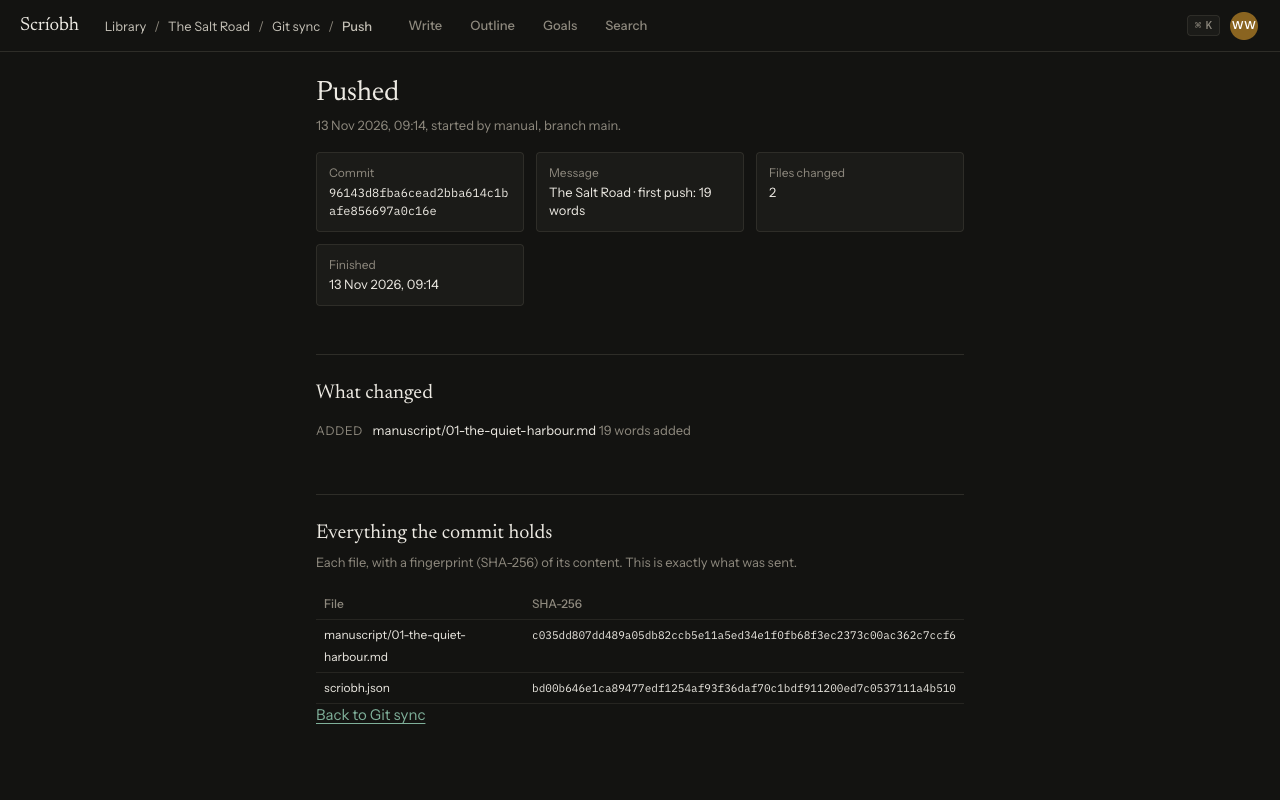 Scríobh Library / The Salt Road / Git sync / Push Write Outline Goals Search ⌘ K WW
Pushed
13 Nov 2026, 09:14, started by manual, branch main.
Commit
96143d8fba6cead2bba614c1b
afe856697a0c16e
Message
The Salt Road · first push: 19
words
Files changed
2
Finished
13 Nov 2026, 09:14
What changed
ADDED manuscript/01-the-quiet-harbour.md 19 words added
Everything the commit holds
Each file, with a fingerprint (SHA-256) of its content. This is exactly what was sent.
File SHA-256
manuscript/01-the-quiet-
harbour.md
c035dd807dd489a05db82ccb5e11a5ed34e1f0fb68f3ec2373c00ac362c7ccf6
scriobh.json bd00b646e1ca89477edf1254af93f36daf70c1bdf911200ed7c0537111a4b510
Back to Git sync